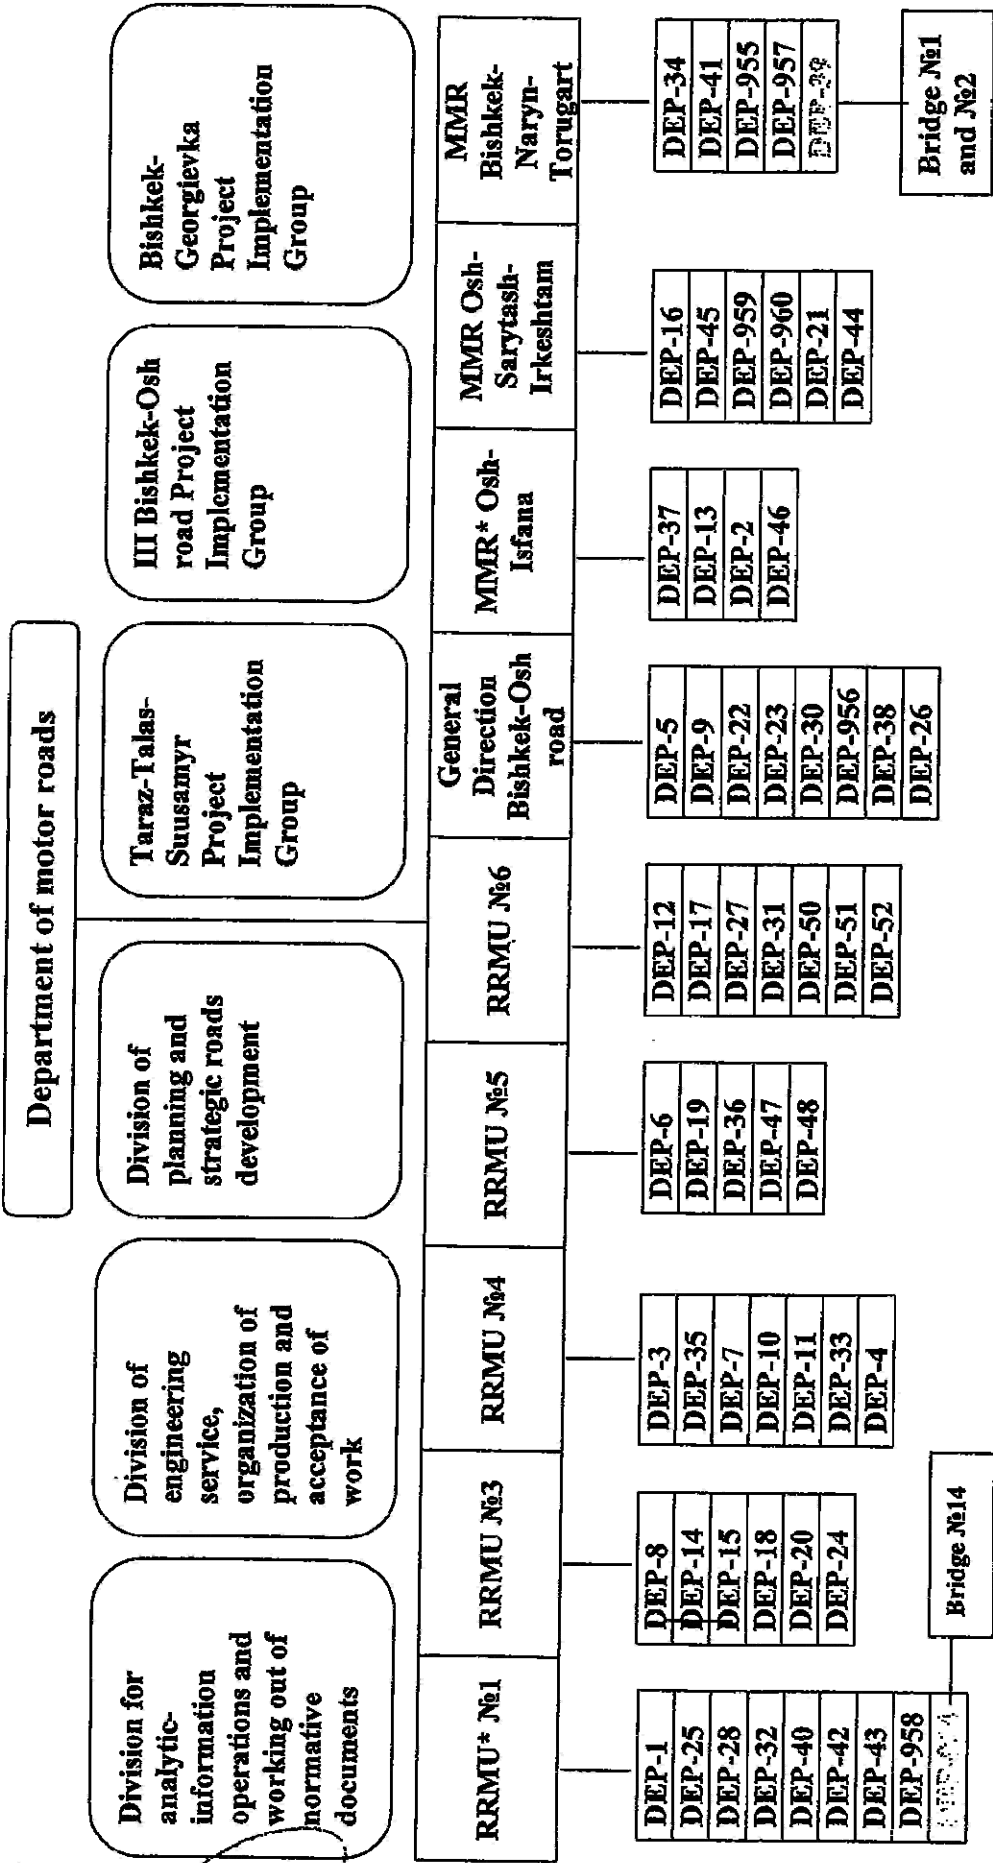 Department of motor roads
Division for
analytic-
information
operations and
working out of
normative
documents
Division of
engineering
service,
organization of
production and
acceptance of
work
Division of
planning and
strategic roads
development
Taraz-Talas-
Suusamyr
Project
Implementation
Group
III Bishkek-Osh
road Project
Implementation
Group
Bishkek-
Georgievka
Project
Implementation
Group
RRMU* №1
RRMU №3
RRMU №4
RRMU №5
RRMU №6
General
Direction
Bishkek-Osh
road
MMR* Osh-
Isfana
MMR Osh-
Sarytash-
Irkeshtam
MMR
Bishkek-
Naryn-
Torugart
DEP-1
DEP-25
DEP-28
DEP-32
DEP-40
DEP-42
DEP-43
DEP-958
Bridge №14
DEP-8
DEP-14
DEP-15
DEP-18
DEP-20
DEP-24
DEP-3
DEP-35
DEP-7
DEP-10
DEP-11
DEP-33
DEP-4
DEP-6
DEP-19
DEP-36
DEP-47
DEP-48
DEP-12
DEP-17
DEP-27
DEP-31
DEP-50
DEP-51
DEP-52
DEP-5
DEP-9
DEP-22
DEP-23
DEP-30
DEP-956
DEP-38
DEP-26
DEP-37
DEP-13
DEP-2
DEP-46
DEP-16
DEP-45
DEP-959
DEP-960
DEP-21
DEP-44
DEP-34
DEP-41
DEP-955
DEP-957
DEP-39
Bridge №1
and №2